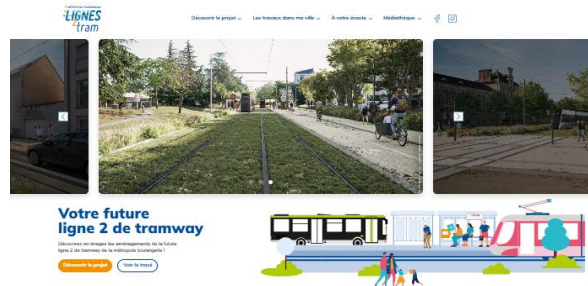 LIGNES
2tram
Découvrir le projet
Les travaux dans ma ville
À votre écoute
Médiathèque
Votre future
ligne 2 de tramway
Découvrez en images les aménagements de la future
ligne 2 de tramway de la métropole tourangelle !
Découvrir le projet
Voir le tracé